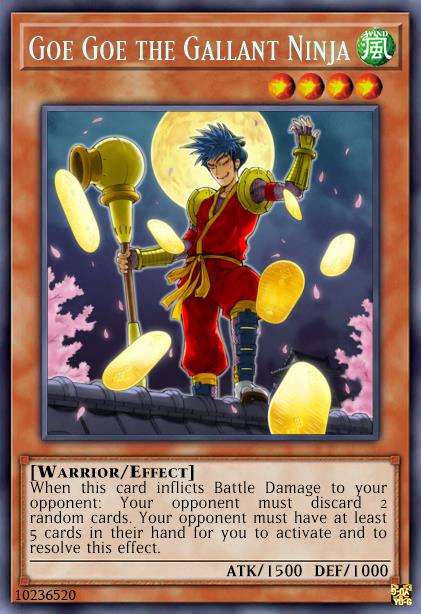 GOE GOE THE GALLANT NINJA
WIND
風
[WARRIOR/EFFECT]
When this card inflicts Battle Damage to your
opponent: Your opponent must discard 2
random cards. Your opponent must have at least
5 cards in their hand for you to activate and to
resolve this effect.
ATK/1500 DEF/1000
10236520